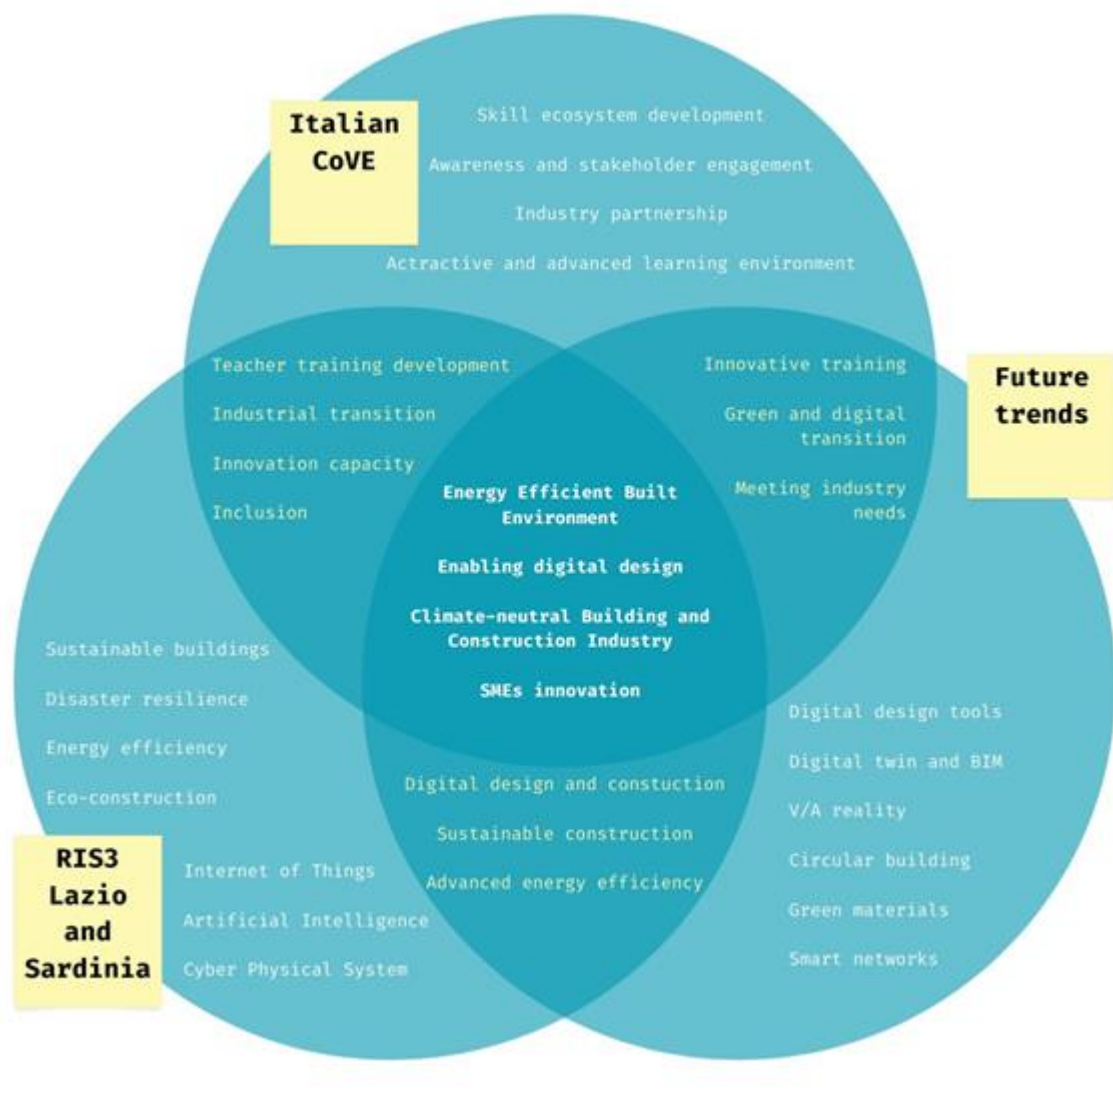 Italian
CoVE
Skill ecosystem development
Awareness and stakeholder engagement
Industry partnership
Actractive and advanced learning environment
Teacher training development
Industrial transition
Innovation capacity
Inclusion
Innovative training
Green and digital
transition
Meeting industry
needs
Future
trends
Energy Efficient Built
Environment
Enabling digital design
Climate-neutral Building and
Construction Industry
SMEs innovation
Sustainable buildings
Disaster resilience
Energy efficiency
Eco-construction
RIS3
Lazio
and
Sardinia
Internet of Things
Artificial Intelligence
Cyber Physical System
Digital design and constuction
Sustainable construction
Advanced energy efficiency
Digital design tools
Digital twin and BIM
V/A reality
Circular building
Green materials
Smart networks